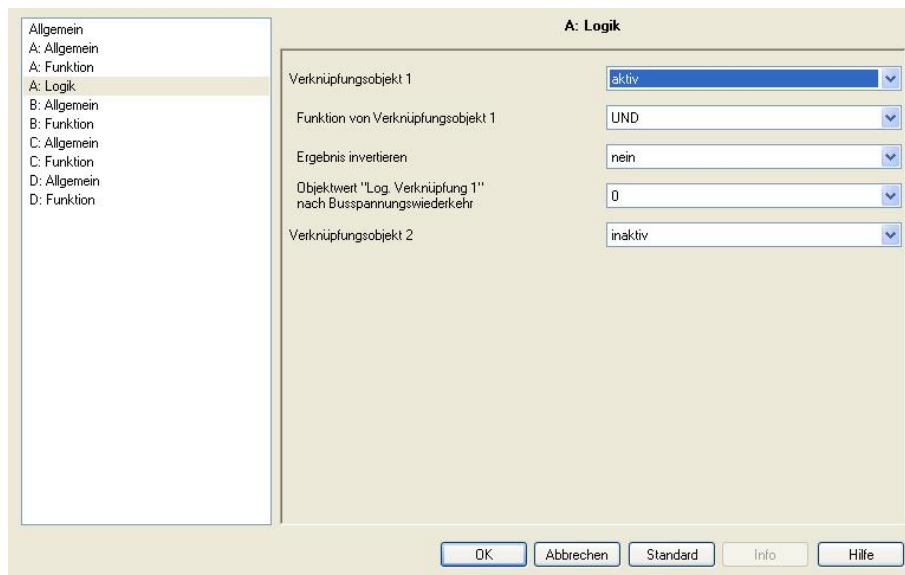 Allgemein
A: Allgemein
A: Funktion
A: Logik
B: Allgemein
B: Funktion
C: Allgemein
C: Funktion
D: Allgemein
D: Funktion
A: Logik
Verknüpfungsobjekt 1
aktiv
Funktion von Verknüpfungsobjekt 1
UND
Ergebnis invertieren
nein
Objektwert "Log. Verknüpfung 1"
nach Busspannungswiederkehr
0
Verknüpfungsobjekt 2
inaktiv
OK
Abbrechen
Standard
Info
Hilfe